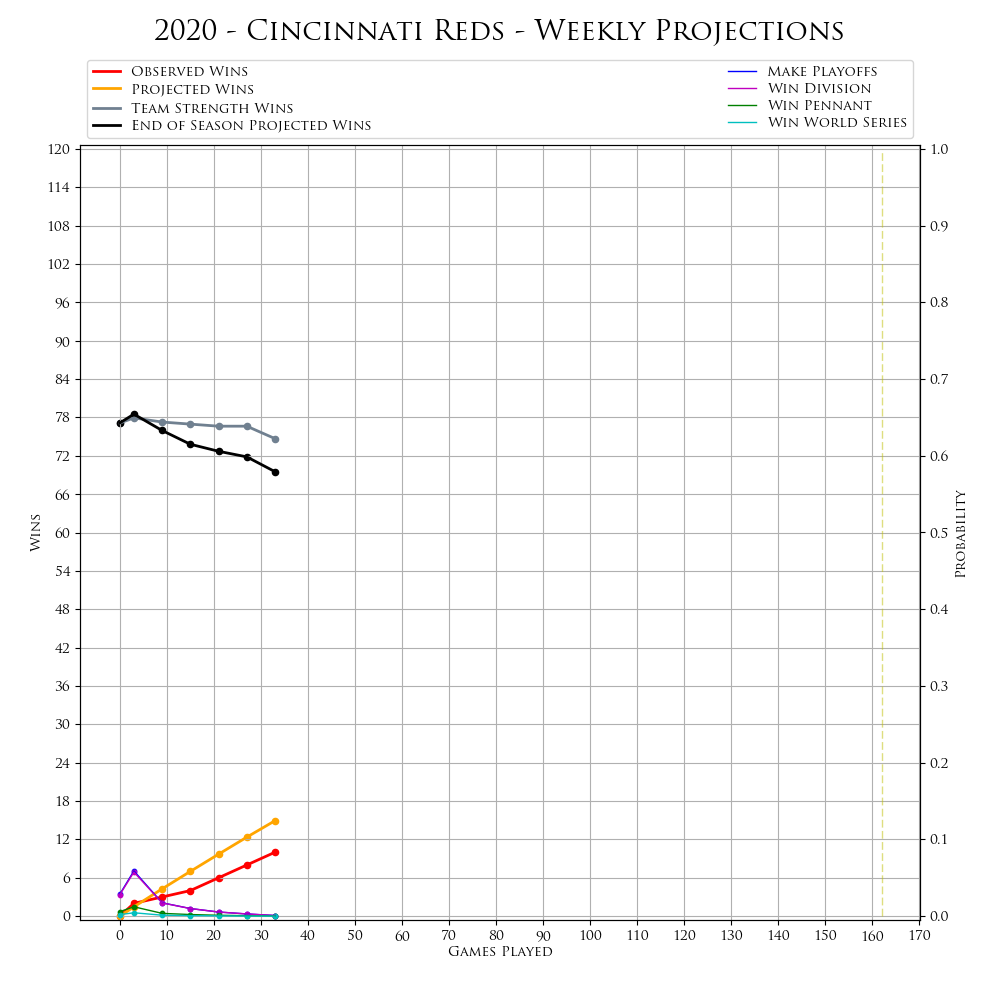 2020 - Cincinnati Reds - Weekly Projections
Observed Wins
Projected Wins
Team Strength Wins
End of Season Projected Wins
Make Playoffs
Win Division
Win Pennant
Win World Series
120
114
108
102
96
90
84
78
72
66
60
54
48
42
36
30
24
18
12
6
0
Wins
1.0
0.9
0.8
0.7
0.6
0.5
0.4
0.3
0.2
0.1
0.0
Probability
0 10 20 30 40 50 60 70 80 90 100 110 120 130 140 150 160 170
Games Played